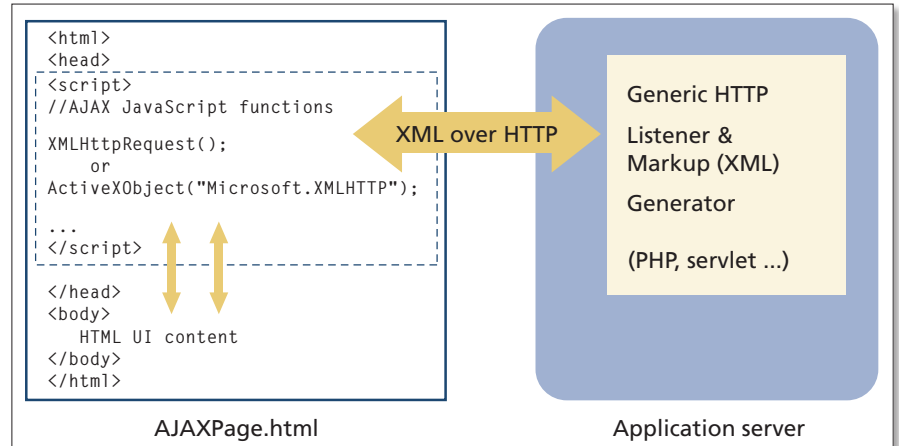 <html>
<head>
<script>
//AJAX JavaScript functions
XMLHttpRequest();
or
ActiveXObject("Microsoft.XMLHTTP");
...
</script>
</head>
<body>
HTML UI content
</body>
</html>
AJAXPage.html
XML over HTTP
Generic HTTP
Listener &
Markup (XML)
Generator
(PHP, servlet ...)
Application server